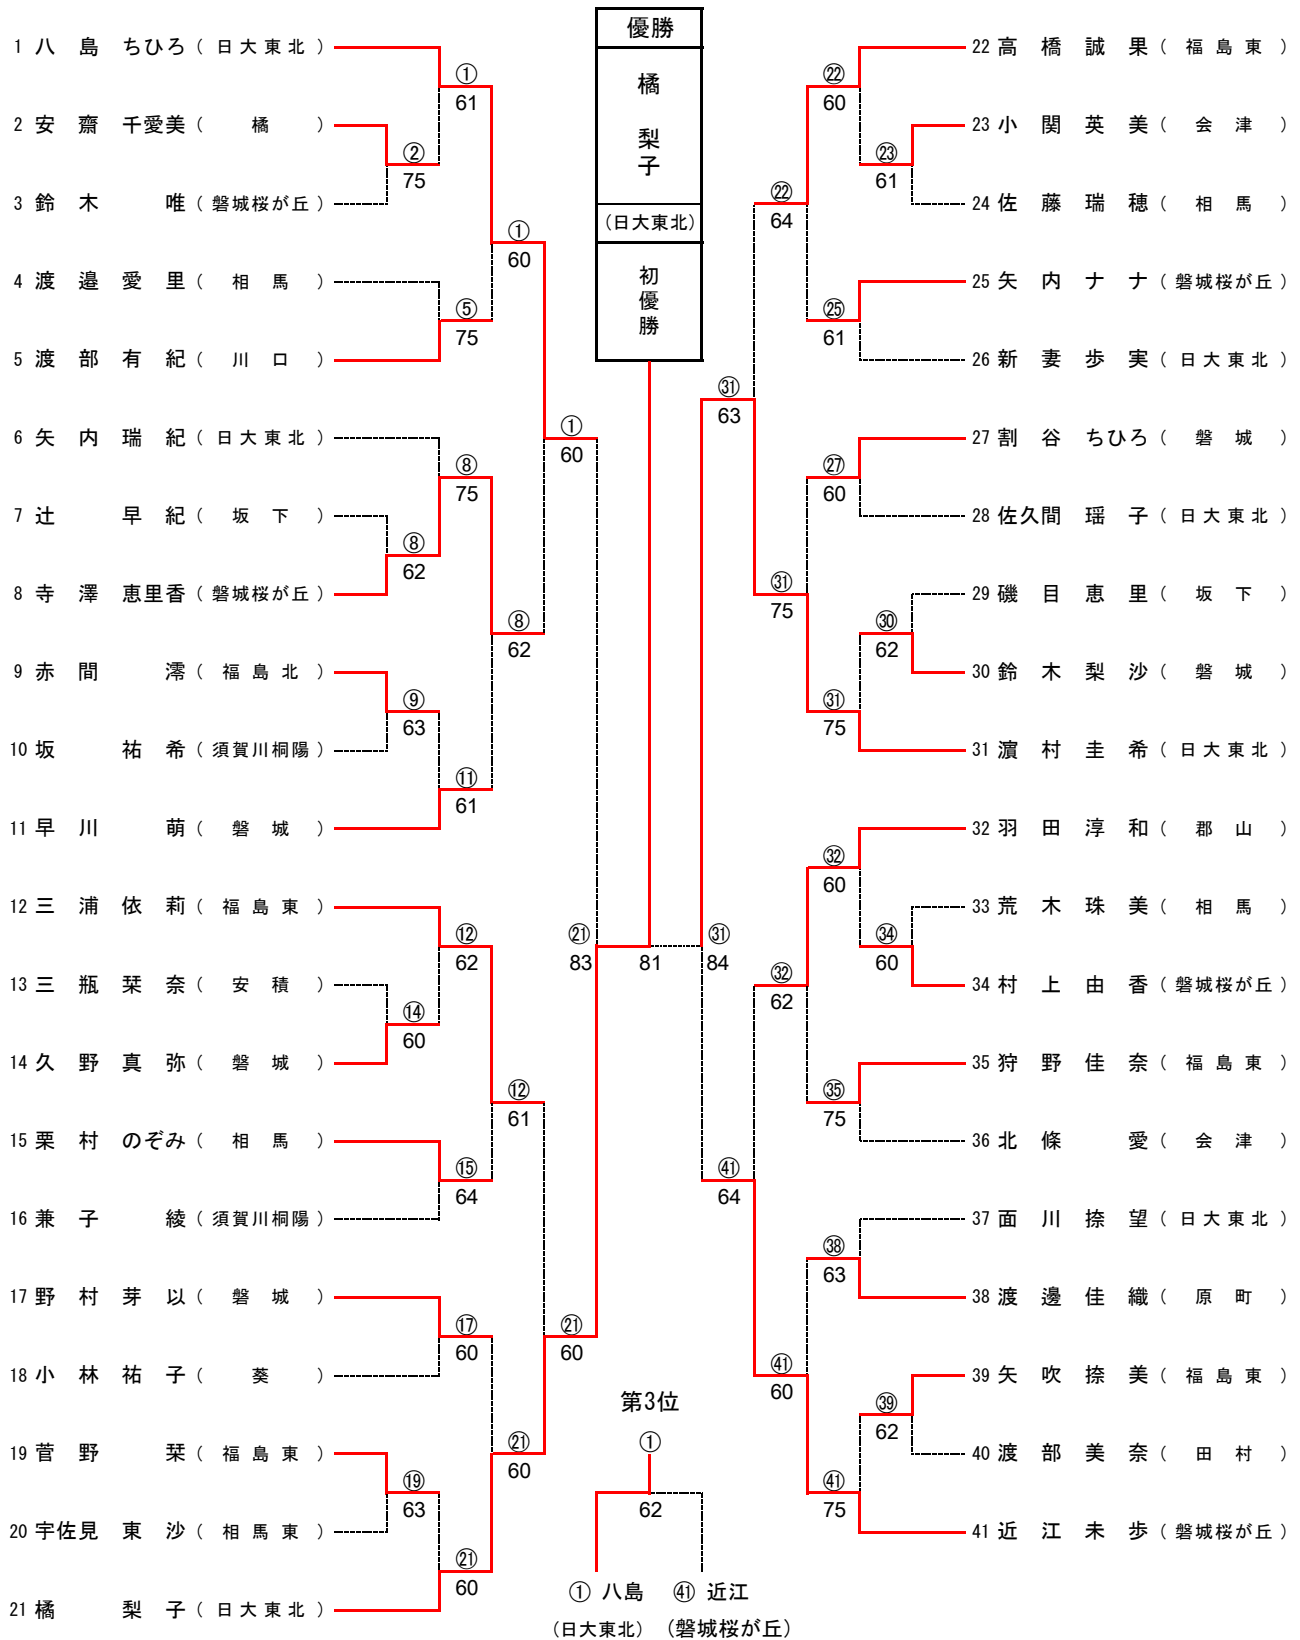 優勝
橘 梨子
(日大東北)
初優勝
1 八 島 ちひろ ( 日 大 東 北 )
① 61
2 安 齋 千愛美 ( 橘 )
② 75
3 鈴 木 唯 ( 磐城桜が丘 )
① 60
4 渡 邉 愛 里 ( 相 馬 )
⑤ 75
5 渡 部 有 紀 ( 川 口 )
① 60
6 矢 内 瑞 紀 ( 日 大 東 北 )
⑧ 75
7 辻 早 紀 ( 坂 下 )
⑧ 62
8 寺 澤 恵里香 ( 磐城桜が丘 )
⑧ 62
9 赤 間 澪 ( 福 島 北 )
⑨ 63
10 坂 祐 希 ( 須賀川桐陽 )
⑪ 61
11 早 川 萌 ( 磐 城 )
12 三 浦 依 莉 ( 福 島 東 )
⑫ 62
13 三 瓶 栞 奈 ( 安 積 )
⑭ 60
14 久 野 真 弥 ( 磐 城 )
⑫ 61
15 栗 村 のぞみ ( 相 馬 )
⑮ 64
16 兼 子 綾 ( 須賀川桐陽 )
17 野 村 芽 以 ( 磐 城 )
⑰ 60
18 小 林 祐 子 ( 葵 )
㉑ 60
19 菅 野 栞 ( 福 島 東 )
⑲ 63
㉑ 60
20 宇佐見 東 沙 ( 相 馬 東 )
㉑ 60
21 橘 梨 子 ( 日 大 東 北 )
㉑ 83
81
㉛ 84
22 高 橋 誠 果 ( 福 島 東 )
㉒ 60
23 小 関 英 美 ( 会 津 )
㉓ 61
24 佐 藤 瑞 穂 ( 相 馬 )
㉒ 64
25 矢 内 ナ ナ ( 磐城桜が丘 )
㉕ 61
26 新 妻 歩 実 ( 日 大 東 北 )
㉛ 63
27 割 谷 ちひろ ( 磐 城 )
㉗ 60
28 佐久間 瑶 子 ( 日 大 東 北 )
㉛ 75
29 磯 目 恵 里 ( 坂 下 )
㉚ 62
30 鈴 木 梨 沙 ( 磐 城 )
㉛ 75
31 濵 村 圭 希 ( 日 大 東 北 )
32 羽 田 淳 和 ( 郡 山 )
㉜ 60
33 荒 木 珠 美 ( 相 馬 )
㉞ 60
34 村 上 由 香 ( 磐城桜が丘 )
㉜ 62
35 狩 野 佳 奈 ( 福 島 東 )
㉟ 75
36 北 條 愛 ( 会 津 )
㊶ 64
37 面 川 捺 望 ( 日 大 東 北 )
㊳ 63
38 渡 邊 佳 織 ( 原 町 )
㊶ 60
39 矢 吹 捺 美 ( 福 島 東 )
㊴ 62
40 渡 部 美 奈 ( 田 村 )
㊶ 75
41 近 江 未 歩 ( 磐城桜が丘 )
第3位
①
62
① 八島 ㊶ 近江
(日大東北) (磐城桜が丘)